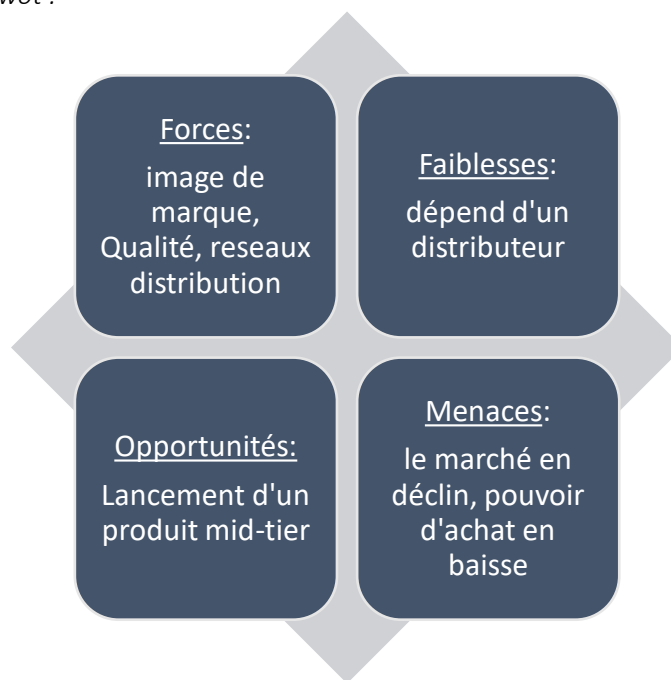 Forces:
image de
marque,
Qualité, reseaux
distribution
Faiblesses:
dépend d'un
distributeur
Opportunités:
Lancement d'un
produit mid-tier
Menaces:
le marché en
déclin, pouvoir
d'achat en
baisse